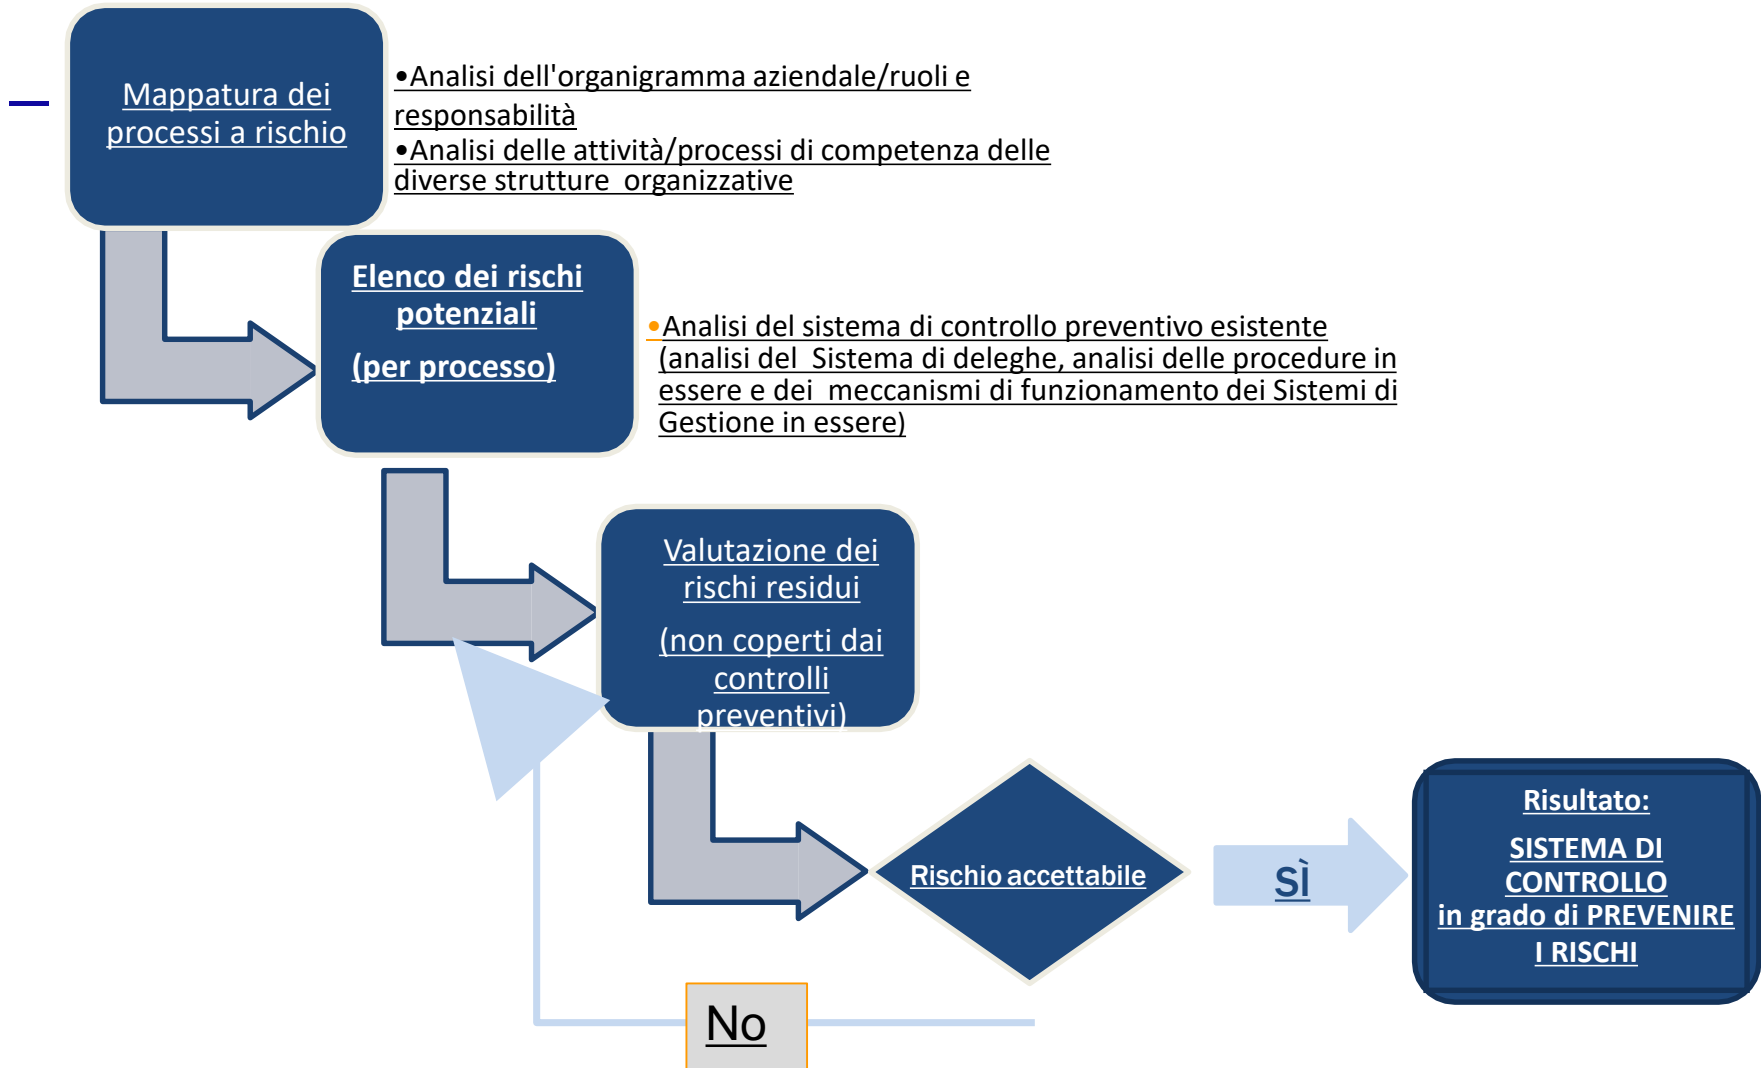 Mappatura dei
processi a rischio
•Analisi dell'organigramma aziendale/ruoli e
responsabilità
•Analisi delle attività/processi di competenza delle
diverse strutture organizzative
Elenco dei rischi
potenziali
(per processo)
•Analisi del sistema di controllo preventivo esistente
(analisi del Sistema di deleghe, analisi delle procedure in
essere e dei meccanismi di funzionamento dei Sistemi di
Gestione in essere)
Valutazione dei
rischi residui
(non coperti dai
controlli
preventivi)
Rischio accettabile
SÌ
Risultato:
SISTEMA DI
CONTROLLO
in grado di PREVENIRE
I RISCHI
No